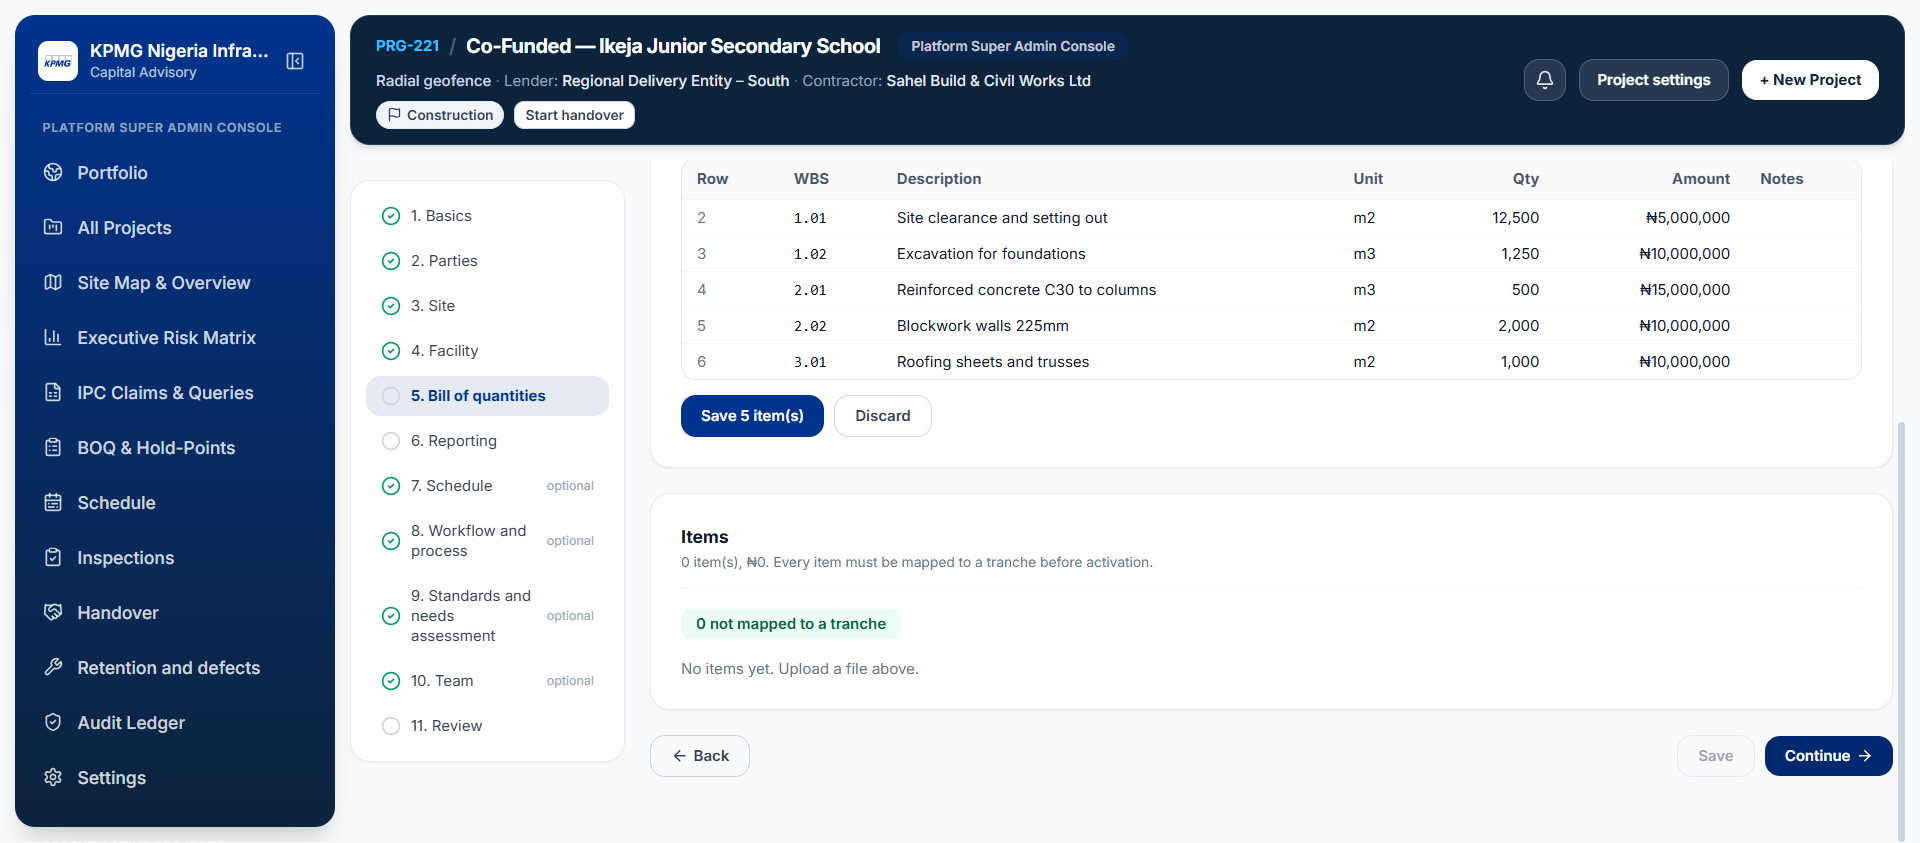 KPMG
KPMG Nigeria Infra...
Capital Advisory
PLATFORM SUPER ADMIN CONSOLE
Portfolio
All Projects
Site Map & Overview
Executive Risk Matrix
IPC Claims & Queries
BOQ & Hold-Points
Schedule
Inspections
Handover
Retention and defects
Audit Ledger
Settings
PRG-221 / Co-Funded — Ikeja Junior Secondary School Platform Super Admin Console
Radial geofence · Lender: Regional Delivery Entity – South · Contractor: Sahel Build & Civil Works Ltd
Construction Start handover
Project settings
+ New Project
1. Basics
2. Parties
3. Site
4. Facility
5. Bill of quantities
6. Reporting
7. Schedule optional
8. Workflow and
process optional
9. Standards and
needs optional
assessment
10. Team optional
11. Review
Row WBS Description Unit Qty Amount Notes
2 1.01 Site clearance and setting out m2 12,500 ₦5,000,000
3 1.02 Excavation for foundations m3 1,250 ₦10,000,000
4 2.01 Reinforced concrete C30 to columns m3 500 ₦15,000,000
5 2.02 Blockwork walls 225mm m2 2,000 ₦10,000,000
6 3.01 Roofing sheets and trusses m2 1,000 ₦10,000,000
Save 5 item(s) Discard
Items
0 item(s), ₦0. Every item must be mapped to a tranche before activation.
0 not mapped to a tranche
No items yet. Upload a file above.
← Back Save Continue →